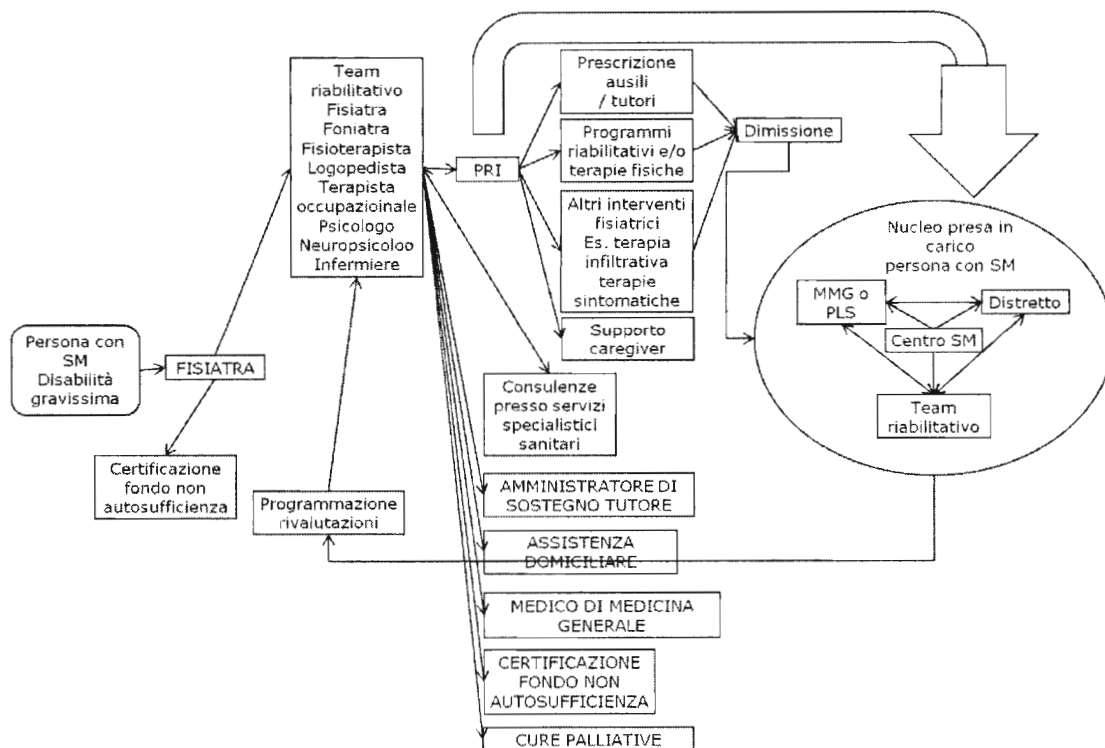 Persona con
SM
Disabilità
gravissima
FISIATRA
Certificazione
fondo non
autosufficienza
Team
riabilitativo
Fisiatra
Foniatra
Fisioterapista
Logopedista
Terapista
occupazioinale
Psicologo
Neuropsicoloo
Infermiere
Programmazione
rivalutazioni
PRI
Prescrizione
ausili
/ tutori
Programmi
riabilitativi e/o
terapie fisiche
Altri interventi
fisiatrici
Es. terapia
infiltrativa
terapie
sintomatiche
Supporto
caregiver
Dimissione
Consulenze
presso servizi
specialistici
sanitari
AMMINISTRATORE DI
SOSTEGNO TUTORE
ASSISTENZA
DOMICILIARE
MEDICO DI MEDICINA
GENERALE
CERTIFICAZIONE
FONDO NON
AUTOSUFFICIENZA
CURE PALLIATIVE
Nucleo presa in
carico
persona con SM
MMG o
PLS
Distretto
Centro SM
Team
riabilitativo